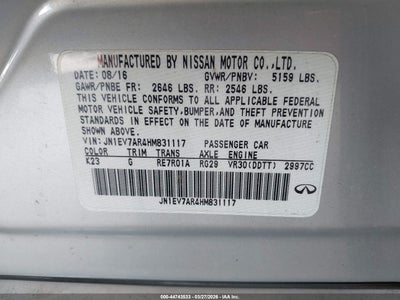 MANUFACTURED BY NISSAN MOTOR CO.,LTD.
DATE: 08/16 GVWR/PNBV: 5159 LBS.
GAWR/PNBE FR: 2646 LBS. RR: 2546 LBS.
THIS VEHICLE CONFORMS TO ALL APPLICABLE FEDERAL
MOTOR VEHICLE SAFETY,BUMPER,AND THEFT PREVENTION
STANDARDS IN EFFECT ON THE DATE OF MANUFACTURE
SHOWN ABOVE.
VIN: JN1EV7AR4HM831117 PASSENGER CAR
COLOR TRIM TRANS AXLE ENGINE
K23 G RE7R01A RG29 VR30(DDTT) 2997CC
JN1EV7AR4HM831117
INFINITI
000-44743533 - 03/27/2026 - IAA Inc.